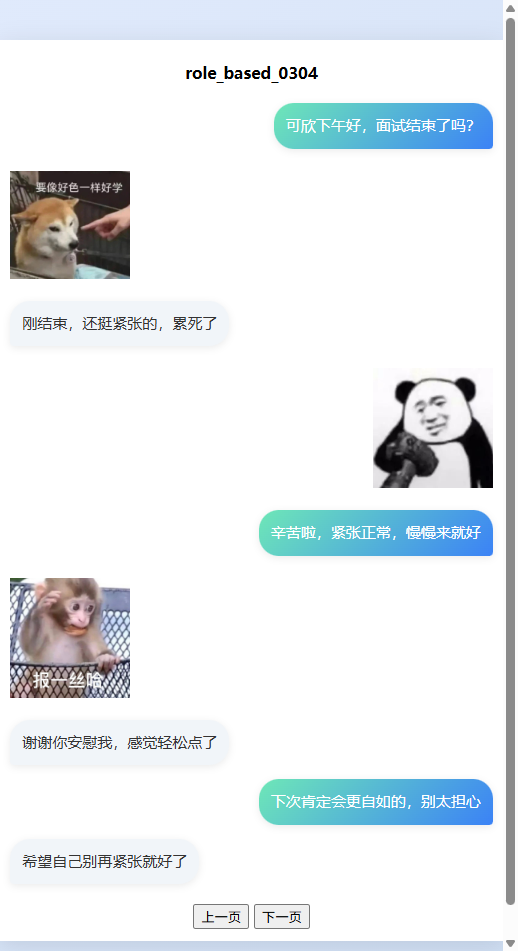 role_based_0304
可欣下午好，面试结束了吗？
要像好色一样好学
刚结束，还挺紧张的，累死了
辛苦啦，紧张正常，慢慢来就好
报一丝哈
谢谢你安慰我，感觉轻松点了
下次肯定会更自如的，别太担心
希望自己别再紧张就好了
上一页 下一页